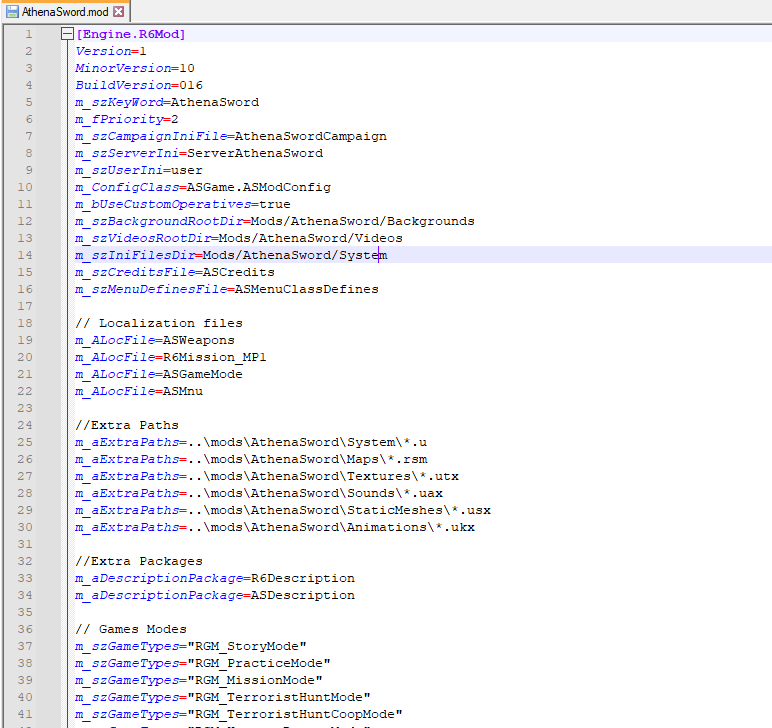 AthenaSword.mod
1 [Engine.R6Mod]
2 Version=1
3 MinorVersion=10
4 BuildVersion=016
5 m_szKeyWord=AthenaSword
6 m_fPriority=2
7 m_szCampaignIniFile=AthenaSwordCampaign
8 m_szServerIni=ServerAthenaSword
9 m_szUserIni=user
10 m_ConfigClass=ASGame.ASModConfig
11 m_bUseCustomOperatives=true
12 m_szBackgroundRootDir=Mods/AthenaSword/Backgrounds
13 m_szVideosRootDir=Mods/AthenaSword/Videos
14 m_szIniFilesDir=Mods/AthenaSword/System
15 m_szCreditsFile=ASCredits
16 m_szMenuDefinesFile=ASMenuClassDefines
17
18 // Localization files
19 m_ALocFile=ASWeapons
20 m_ALocFile=R6Mission_MP1
21 m_ALocFile=ASGameMode
22 m_ALocFile=ASMnu
23
24 //Extra Paths
25 m_aExtraPaths=..\mods\AthenaSword\System\*.u
26 m_aExtraPaths=..\mods\AthenaSword\Maps\*.rsm
27 m_aExtraPaths=..\mods\AthenaSword\Textures\*.utx
28 m_aExtraPaths=..\mods\AthenaSword\Sounds\*.uax
29 m_aExtraPaths=..\mods\AthenaSword\StaticMeshes\*.usx
30 m_aExtraPaths=..\mods\AthenaSword\Animations\*.ukx
31
32 //Extra Packages
33 m_aDescriptionPackage=R6Description
34 m_aDescriptionPackage=ASDescription
35
36 // Games Modes
37 m_szGameTypes="RGM_StoryMode"
38 m_szGameTypes="RGM_PracticeMode"
39 m_szGameTypes="RGM_MissionMode"
40 m_szGameTypes="RGM_TerroristHuntMode"
41 m_szGameTypes="RGM_TerroristHuntCoopMode"